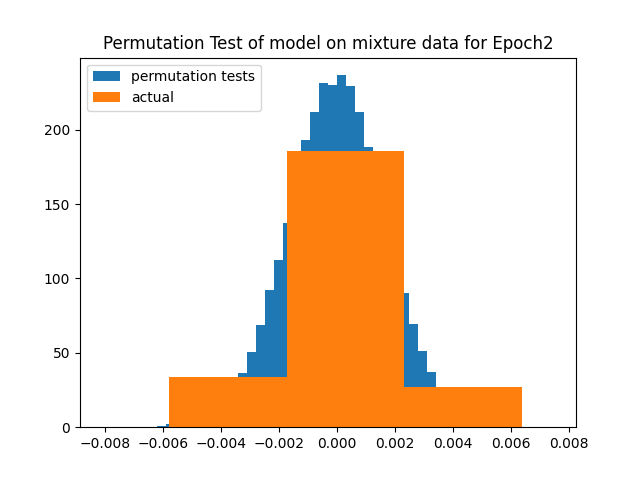 Permutation Test of model on mixture data for Epoch2
permutation tests
actual
200
150
100
50
0
−0.008 −0.006 −0.004 −0.002 0.000 0.002 0.004 0.006 0.008